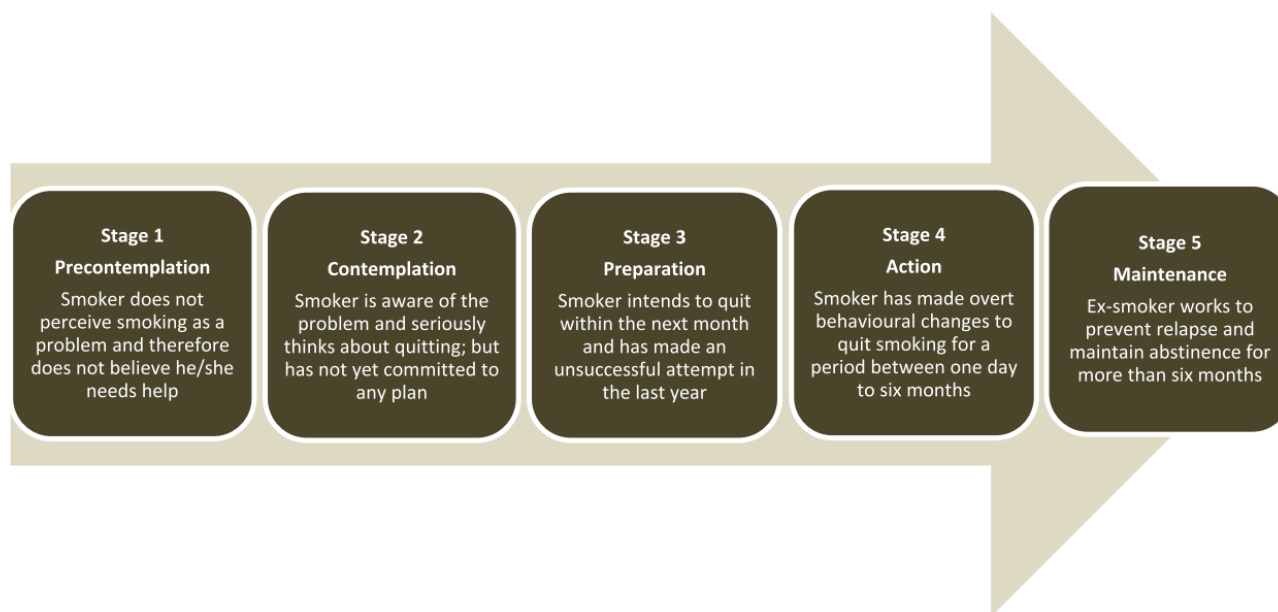 Stage 1
Precontemplation
Smoker does not
perceive smoking as a
problem and therefore
does not believe he/she
needs help
Stage 2
Contemplation
Smoker is aware of the
problem and seriously
thinks about quitting; but
has not yet committed to
any plan
Stage 3
Preparation
Smoker intends to quit
within the next month
and has made an
unsuccessful attempt in
the last year
Stage 4
Action
Smoker has made overt
behavioural changes to
quit smoking for a
period between one day
to six months
Stage 5
Maintenance
Ex-smoker works to
prevent relapse and
maintain abstinence for
more than six months